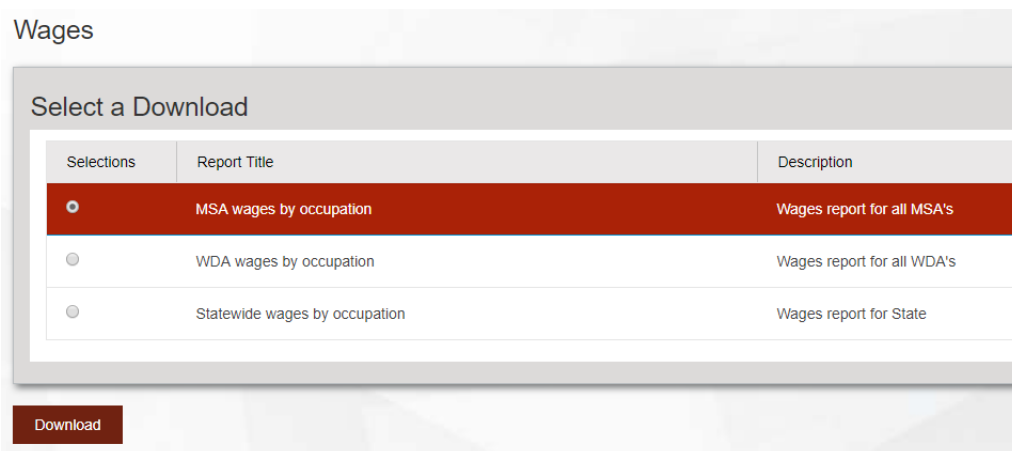 Wages
Select a Download
Selections Report Title Description
MSA wages by occupation Wages report for all MSA's
WDA wages by occupation Wages report for all WDA's
Statewide wages by occupation Wages report for State
Download